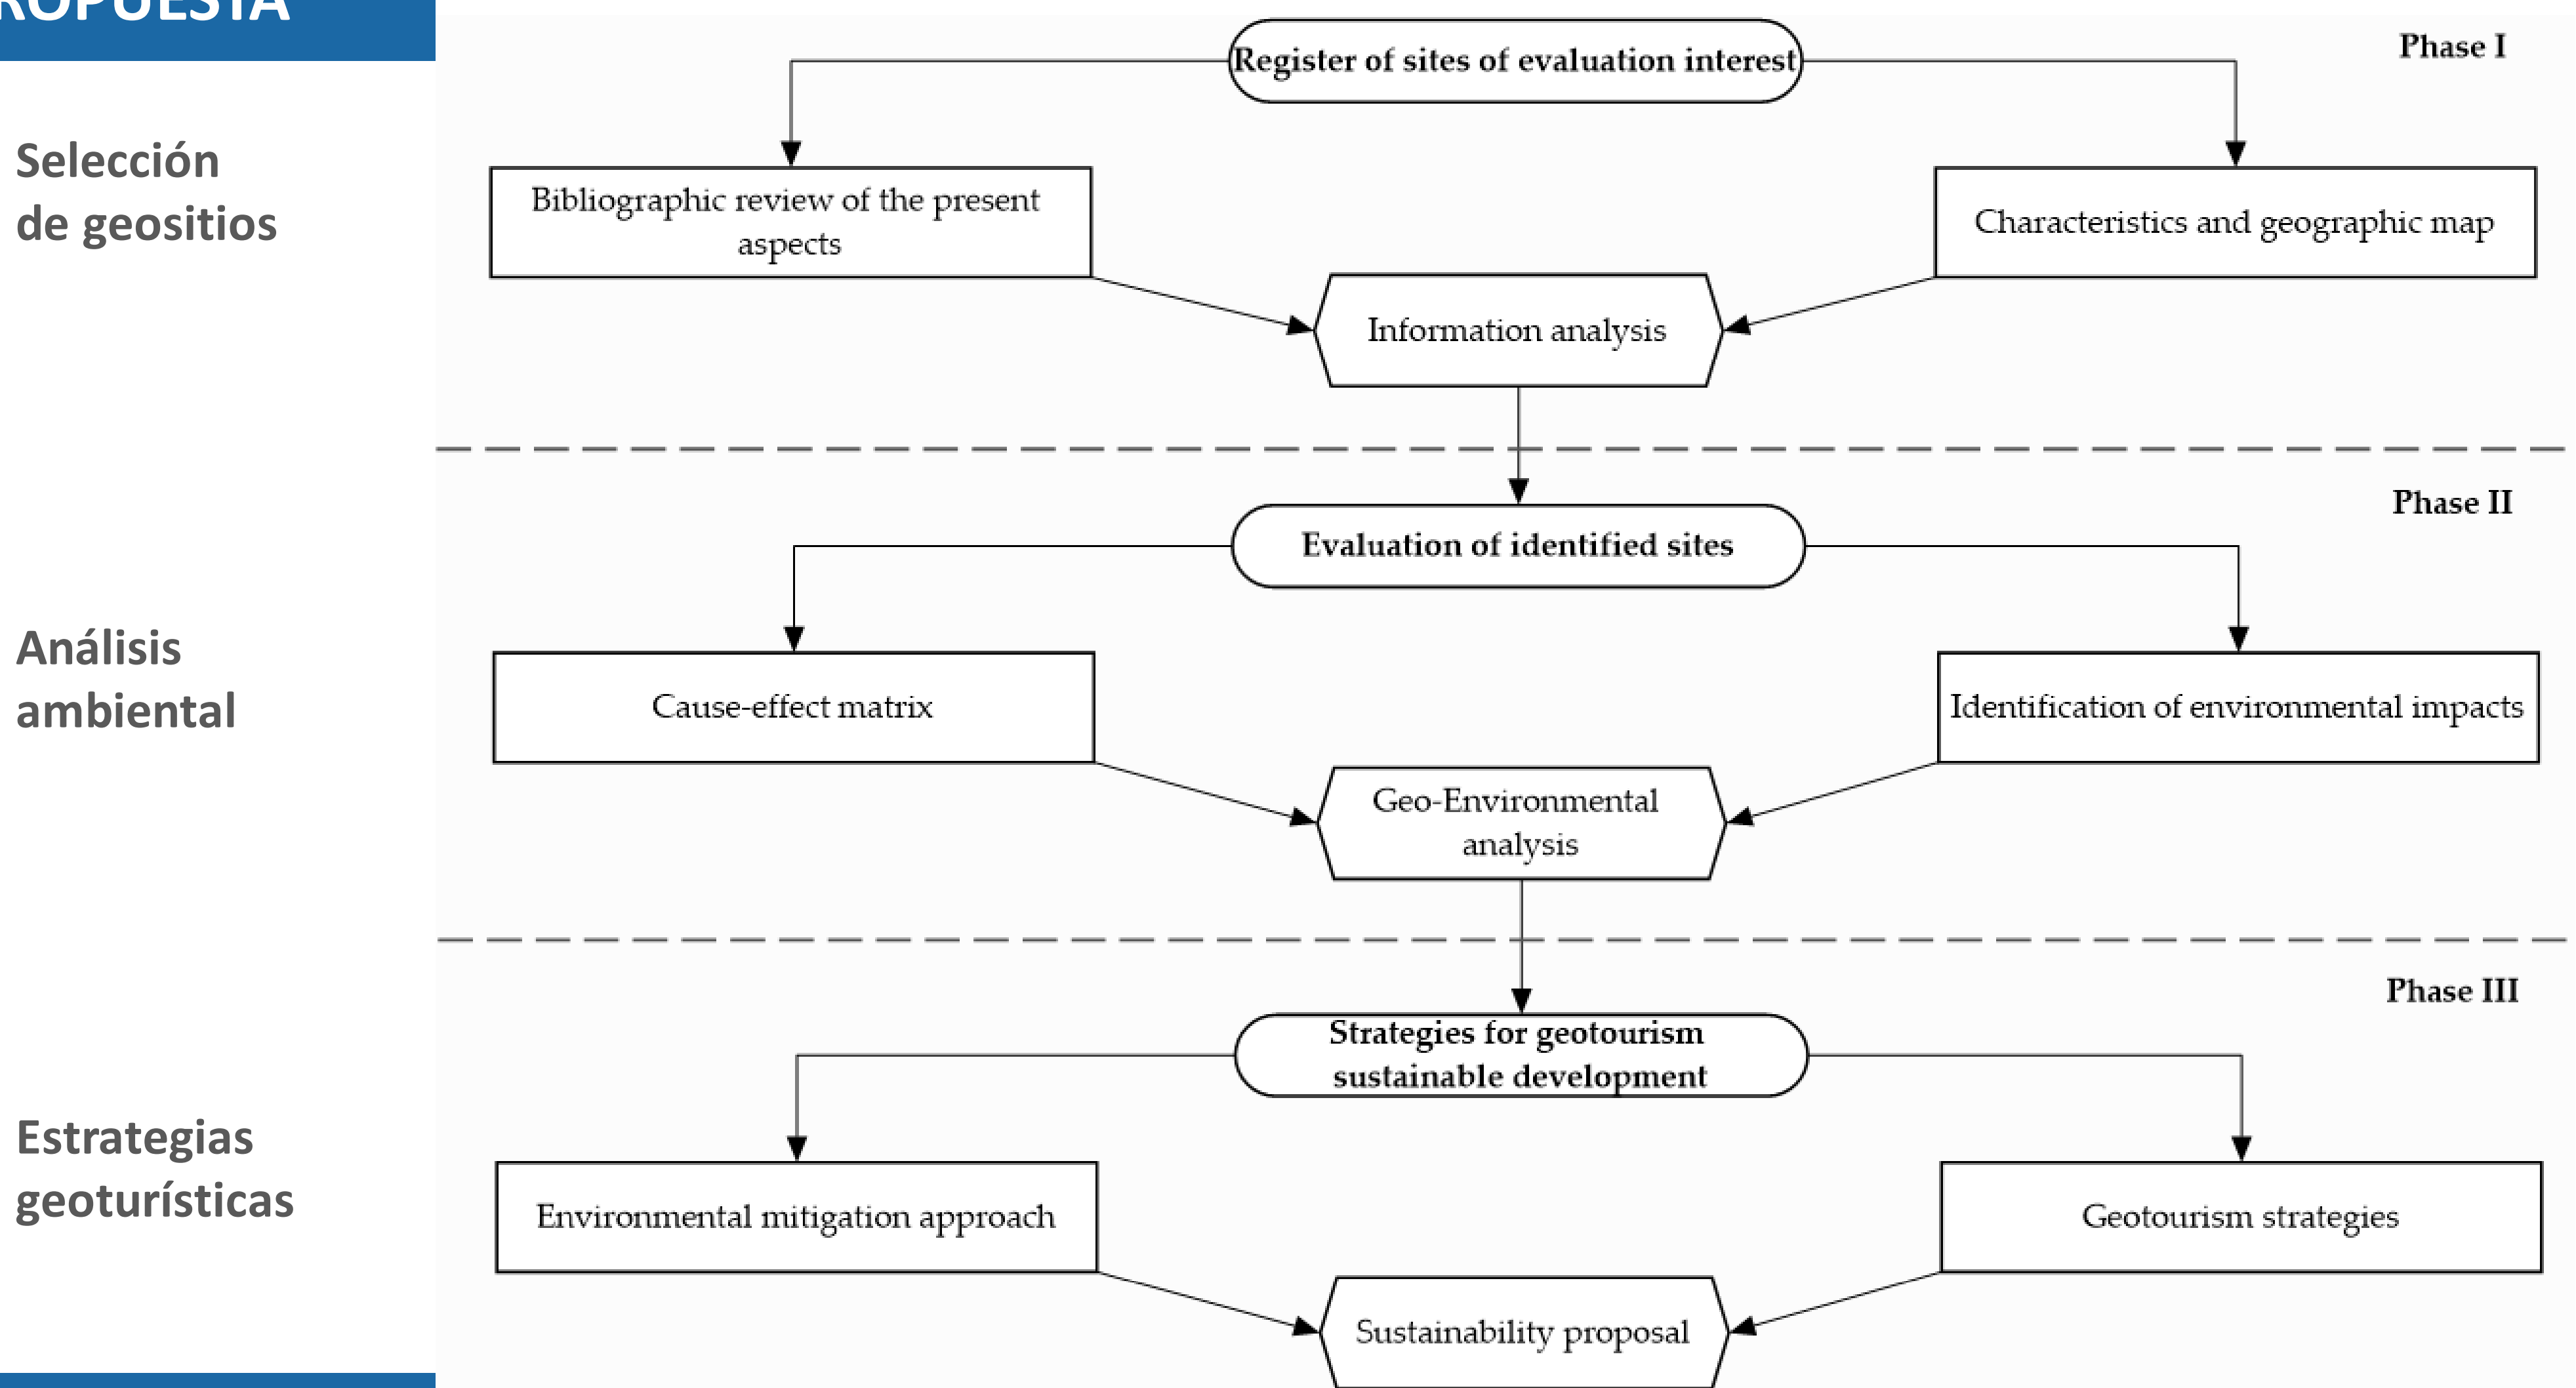 ROPUESTA
Selección
de geositios
Análisis
ambiental
Estrategias
geoturísticas
Phase I
Register of sites of evaluation interest
Bibliographic review of the present
aspects
Characteristics and geographic map
Information analysis
Phase II
Evaluation of identified sites
Cause-effect matrix
Identification of environmental impacts
Geo-Environmental
analysis
Phase III
Strategies for geotourism
sustainable development
Environmental mitigation approach
Geotourism strategies
Sustainability proposal